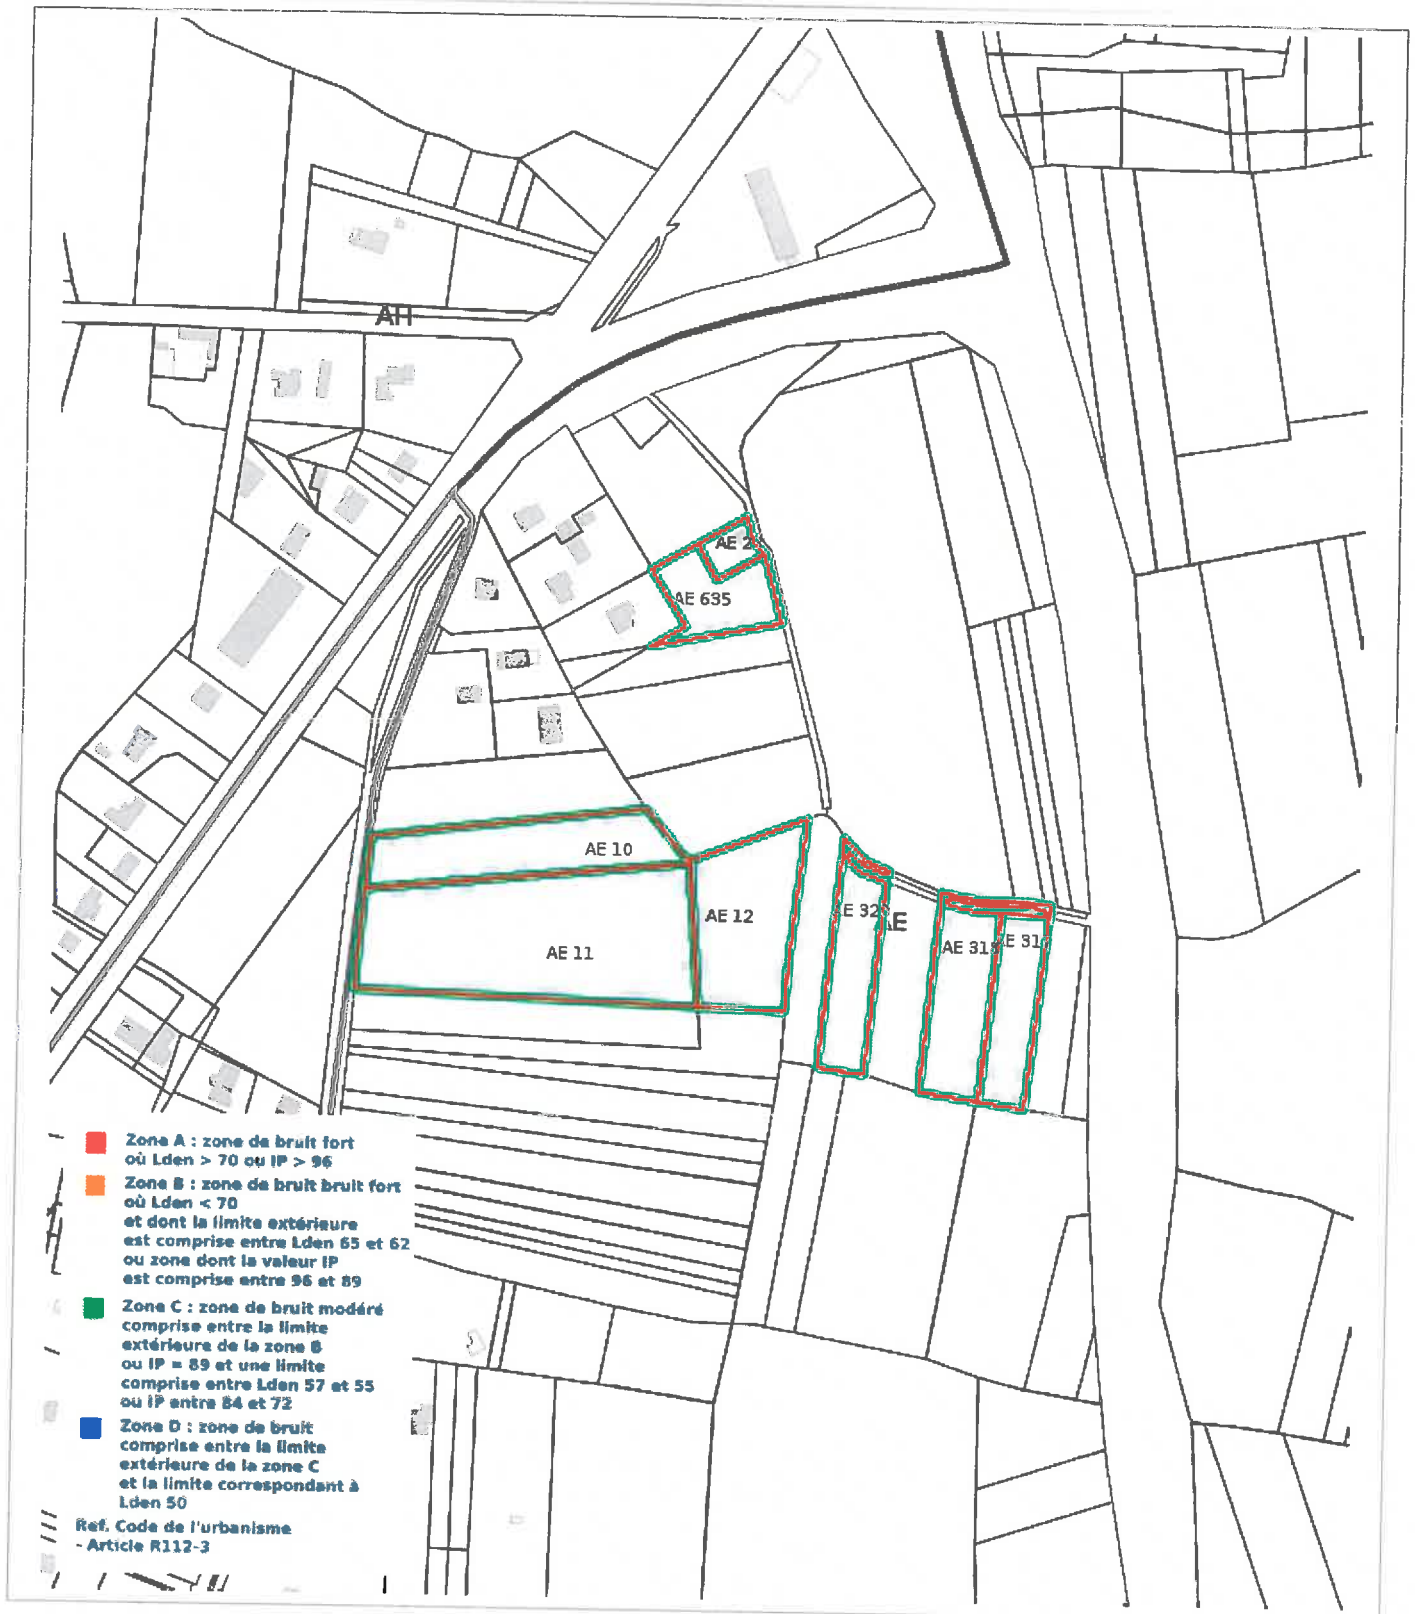 AH
AE 2
AE 635
AE 10
AE 12
AE 11
AE 32
AE
AE 318
AE 31
Zone A : zone de bruit fort
où Lden > 70 ou IP > 96
Zone B : zone de bruit bruit fort
où Lden < 70
et dont la limite extérieure
est comprise entre Lden 65 et 62
ou zone dont la valeur IP
est comprise entre 96 et 89
Zone C : zone de bruit modéré
comprise entre la limite
extérieure de la zone B
ou IP = 89 et une limite
comprise entre Lden 57 et 55
ou IP entre 84 et 72
Zone D : zone de bruit
comprise entre la limite
extérieure de la zone C
et la limite correspondant à
Lden 50
Ref. Code de l'urbanisme
- Article R112-3